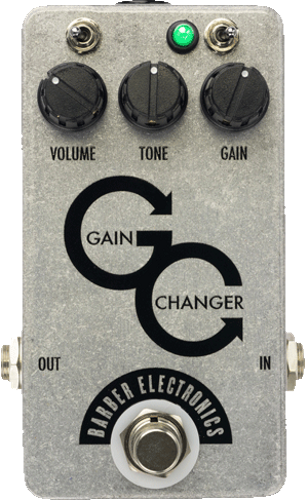 VOLUME TONE GAIN
GAIN
CHANGER
OUT IN
BARBER ELECTRONICS